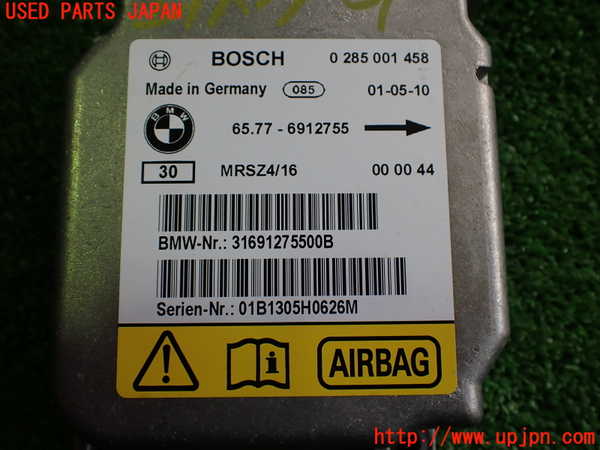 USED PARTS JAPAN
BOSCH 0 285 001 458
Made in Germany 085 01-05-10
BMW
65.77 - 6912755
30 MRSZ4/16 00 00 44
BMW-Nr.: 31691275500B
Serien-Nr.: 01B1305H0626M
AIRBAG
http://www.upjpn.com/